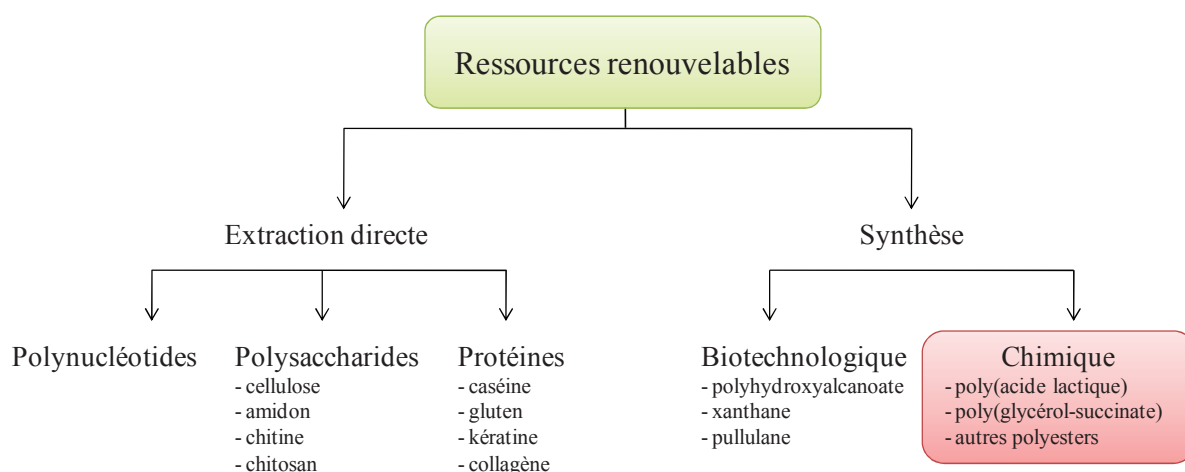 Ressources renouvelables
Extraction directe
Synthèse
Polynucléotides
Polysaccharides
- cellulose
- amidon
- chitine
- chitosan
Protéines
- caséine
- gluten
- kératine
- collagène
Biotechnologique
- polyhydroxyalcanoate
- xanthane
- pullulane
Chimique
- poly(acide lactique)
- poly(glycérol-succinate)
- autres polyesters